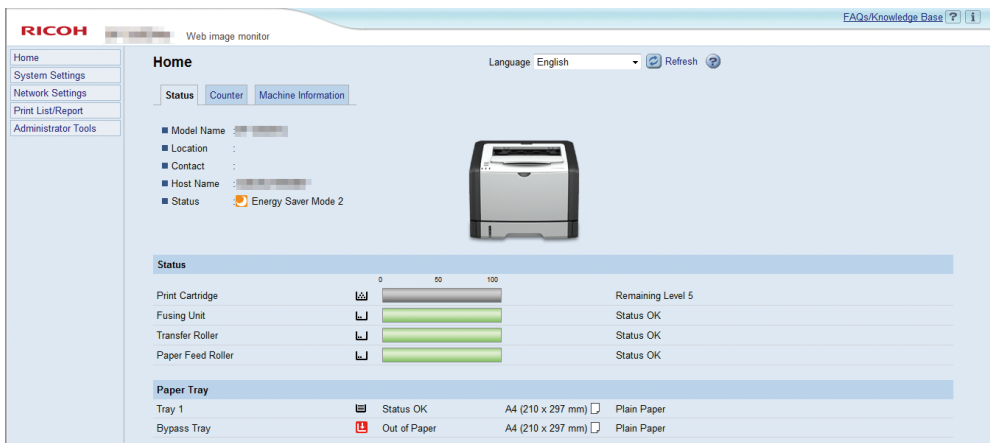 FAQs/Knowledge Base ? i
RICOH Web image monitor
Home
System Settings
Network Settings
Print List/Report
Administrator Tools
Home Language English Refresh ?
Status Counter Machine Information
Model Name :
Location :
Contact :
Host Name :
Status : Energy Saver Mode 2
Status
0 50 100
Print Cartridge Remaining Level 5
Fusing Unit Status OK
Transfer Roller Status OK
Paper Feed Roller Status OK
Paper Tray
Tray 1 Status OK A4 (210 x 297 mm) Plain Paper
Bypass Tray Out of Paper A4 (210 x 297 mm) Plain Paper